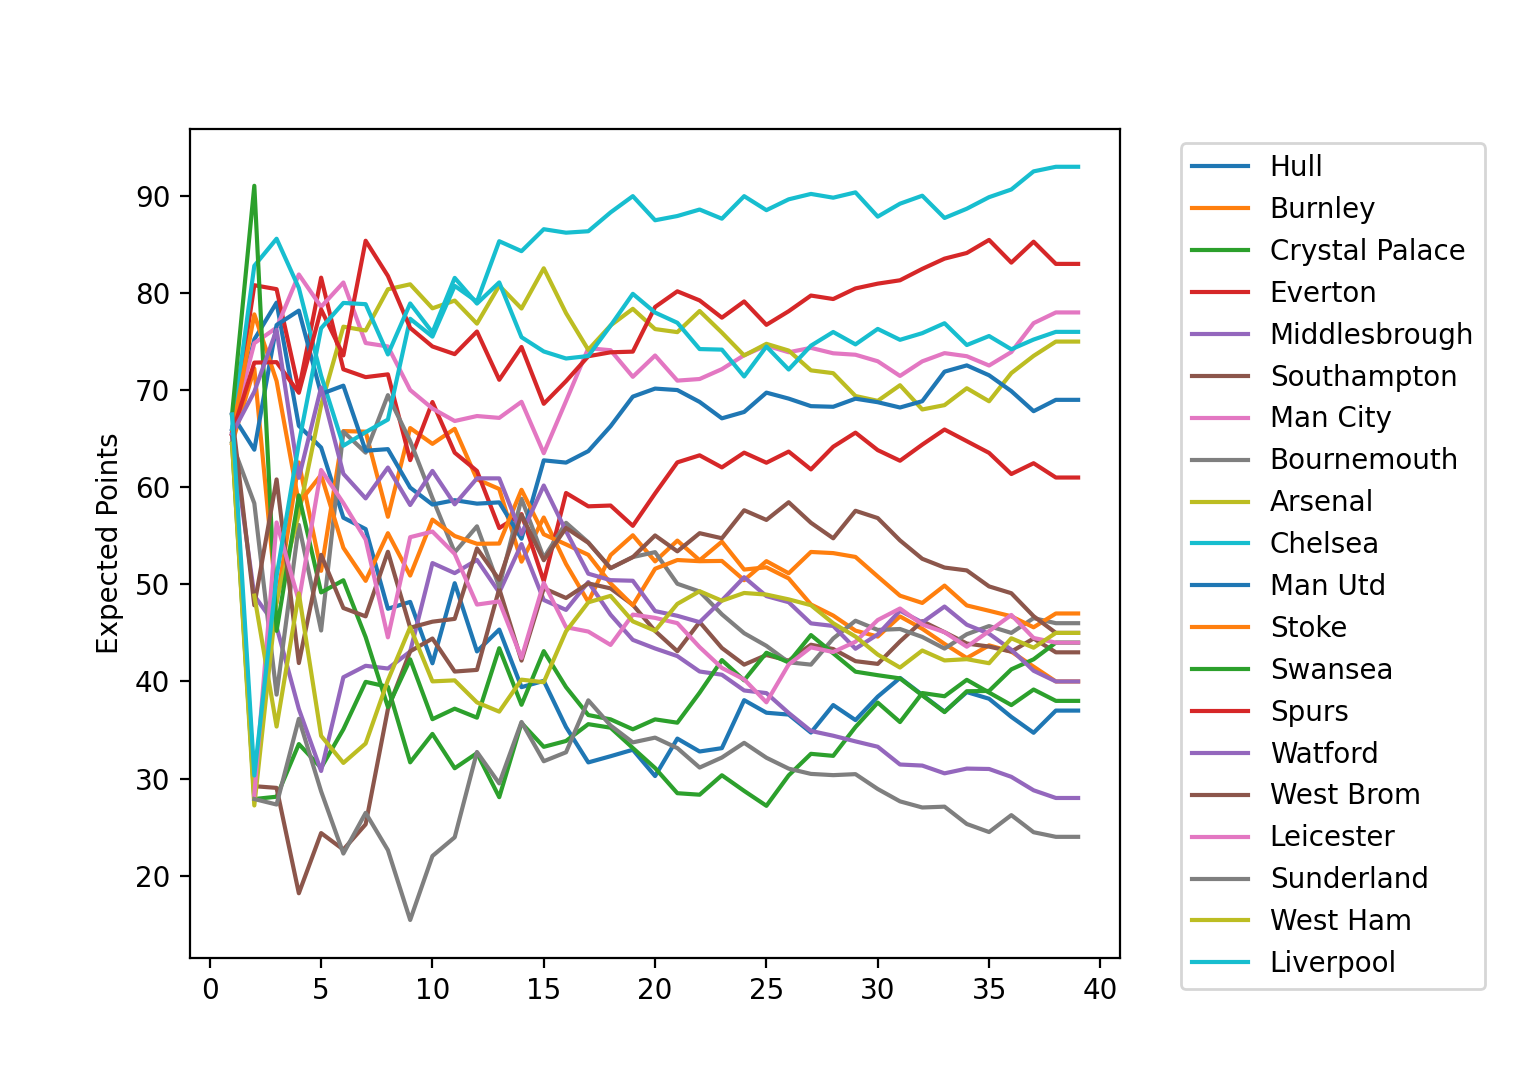 Expected Points
90
80
70
60
50
40
30
20
0 5 10 15 20 25 30 35 40
Hull
Burnley
Crystal Palace
Everton
Middlesbrough
Southampton
Man City
Bournemouth
Arsenal
Chelsea
Man Utd
Stoke
Swansea
Spurs
Watford
West Brom
Leicester
Sunderland
West Ham
Liverpool